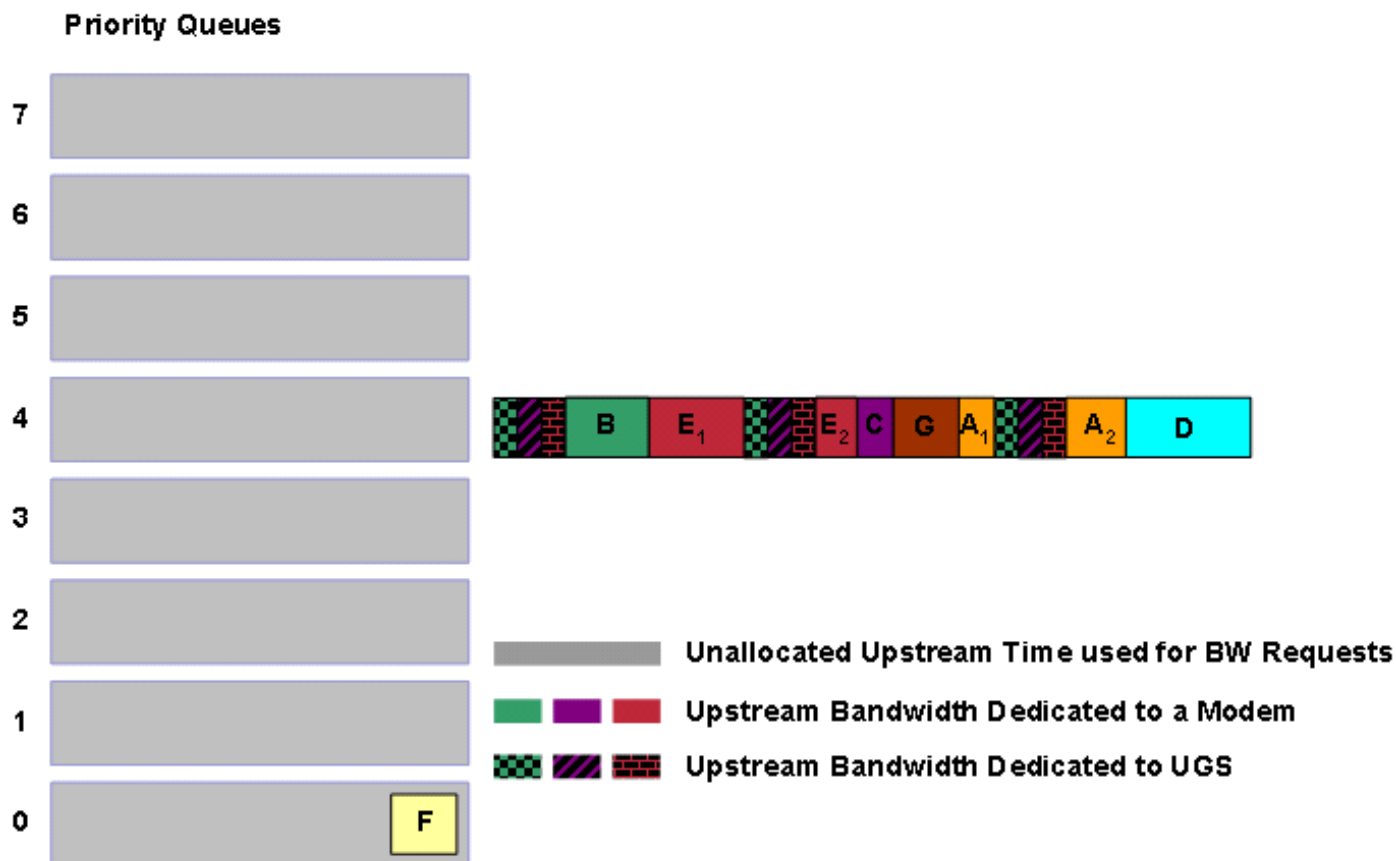 Priority Queues
7
6
5
4
B E₁ E₂ C G A₁ A₂ D
3
2
Unallocated Upstream Time used for BW Requests
1
Upstream Bandwidth Dedicated to a Modem
Upstream Bandwidth Dedicated to UGS
0
F